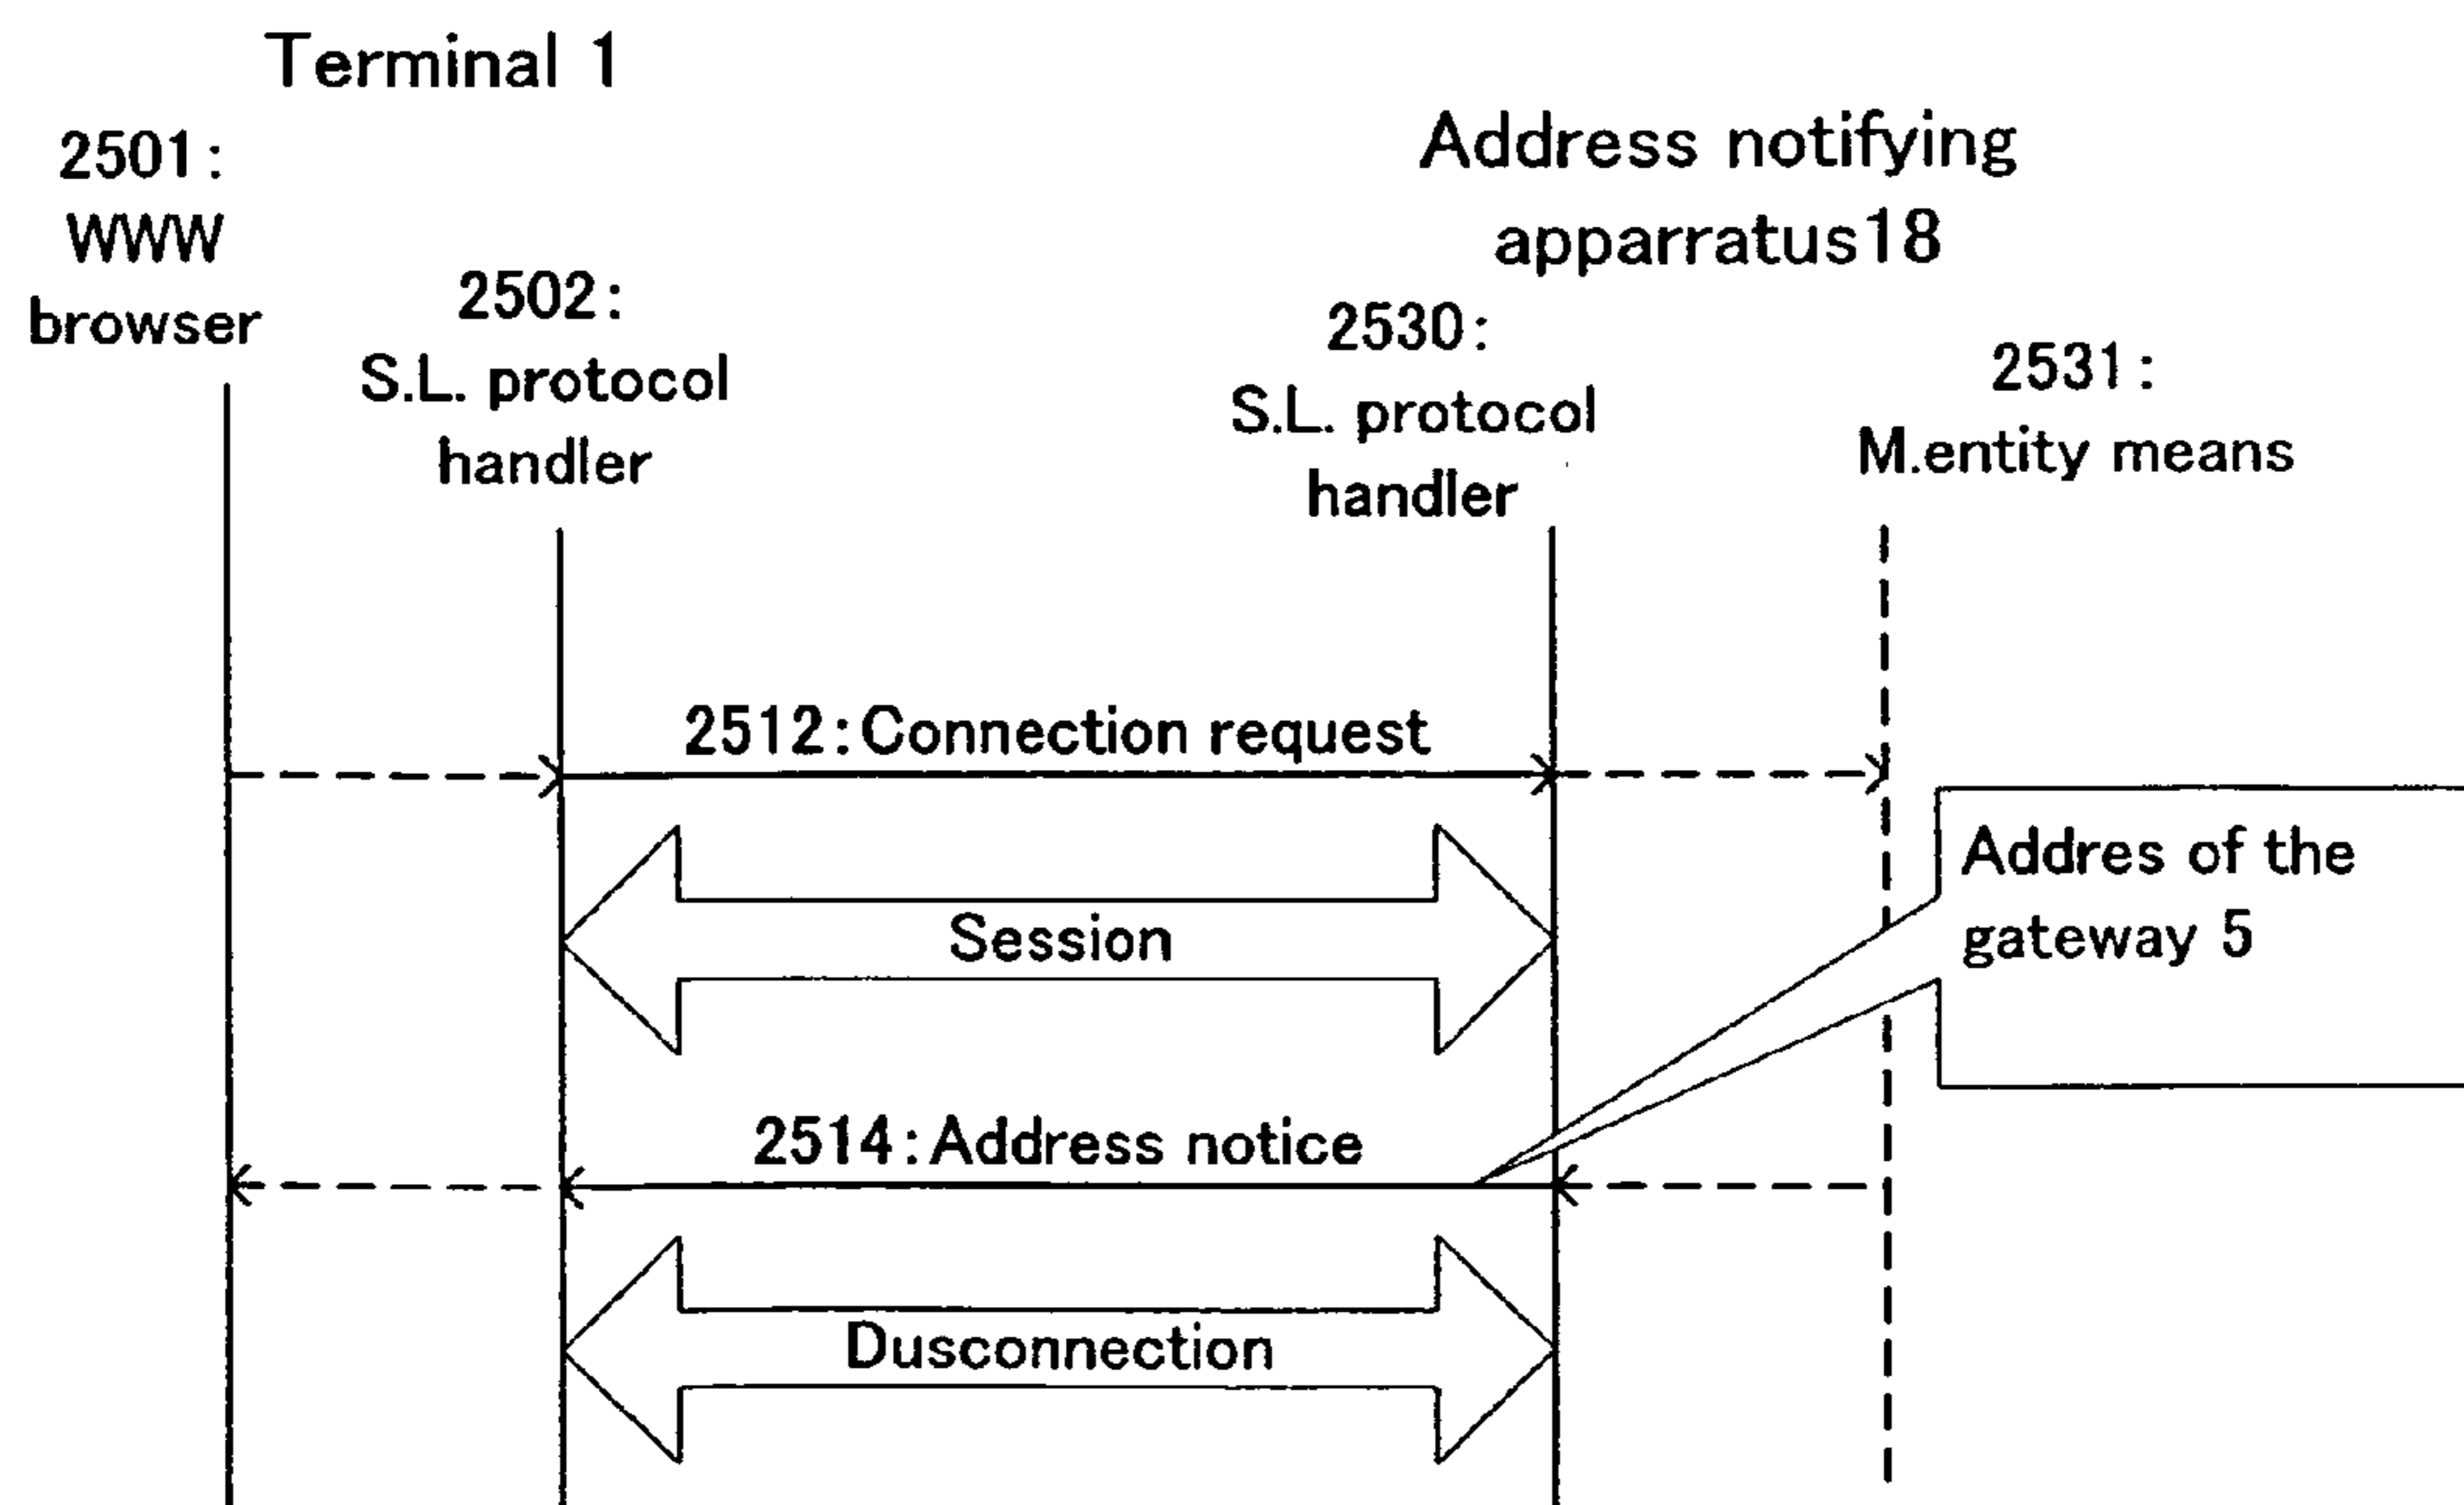 Terminal 1
2501:
WWW
browser
2502:
S.L. protocol
handler
Address notifying
apparratus18
2530:
S.L. protocol
handler
2531:
M.entity means
2512:Connection request
Session
Addres of the
gateway 5
2514:Address notice
Dusconnection